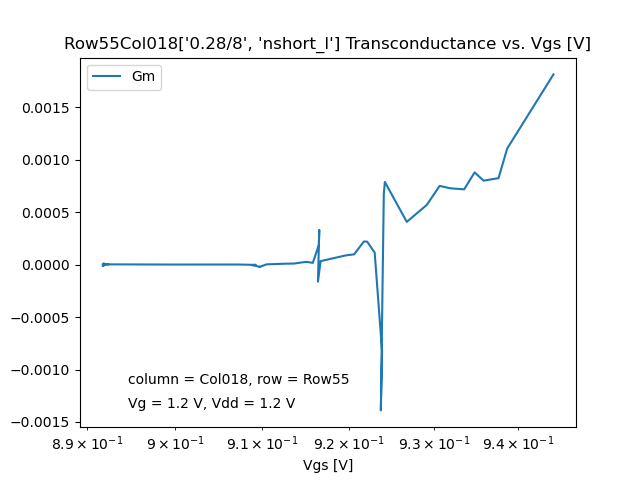 Row55Col018['0.28/8', 'nshort_l'] Transconductance vs. Vgs [V]
Gm
0.0015
0.0010
0.0005
0.0000
−0.0005
−0.0010
−0.0015
column = Col018, row = Row55
Vg = 1.2 V, Vdd = 1.2 V
8.9 × 10⁻¹ 9 × 10⁻¹ 9.1 × 10⁻¹ 9.2 × 10⁻¹ 9.3 × 10⁻¹ 9.4 × 10⁻¹
Vgs [V]